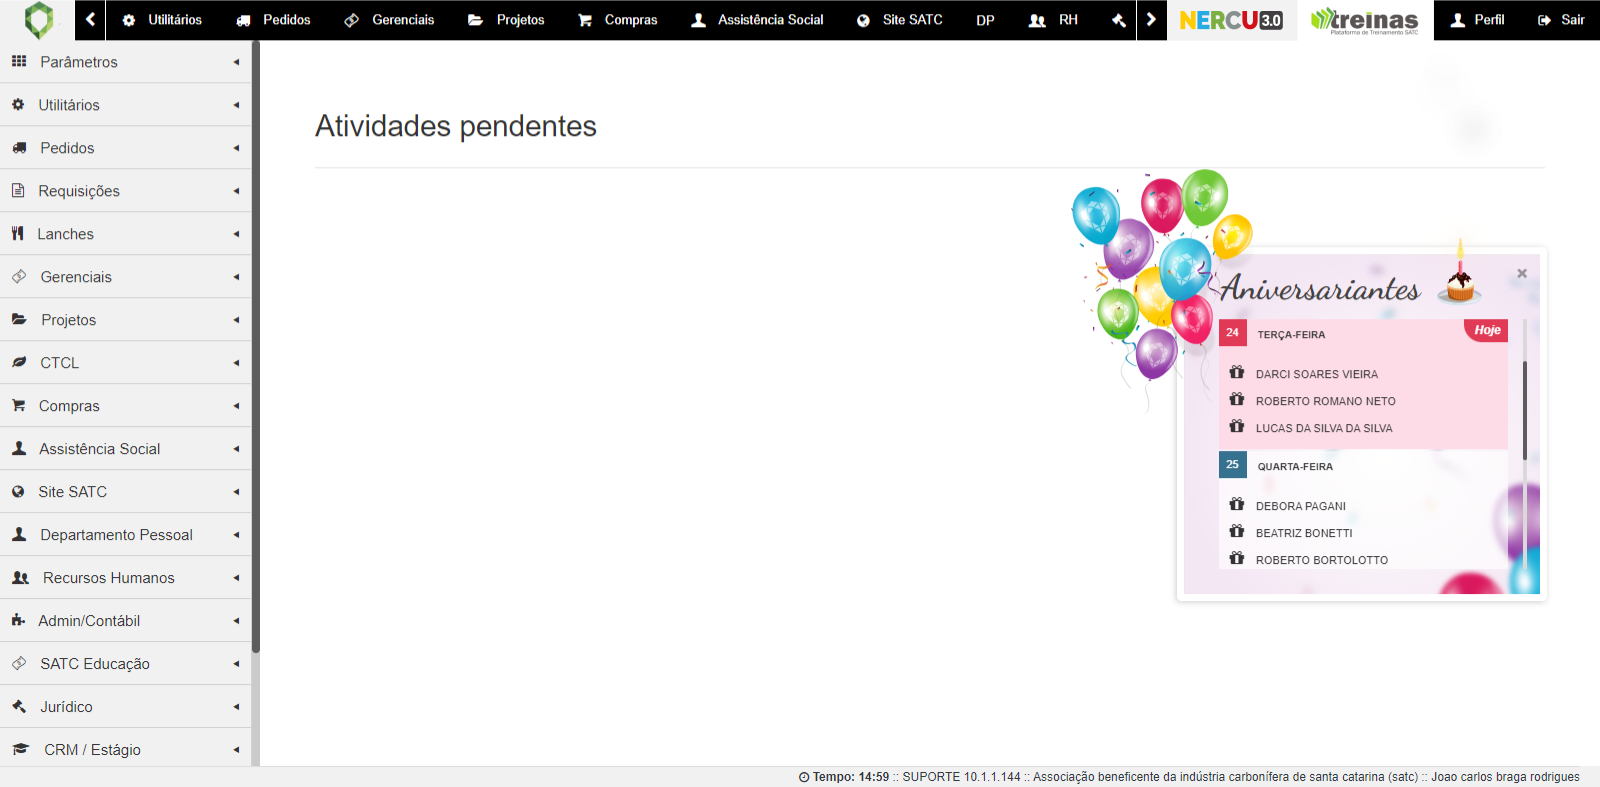 Utilitários
Pedidos
Gerenciais
Projetos
Compras
Assistência Social
Site SATC
DP
RH
NERCU 3.0
treinas
Plataforma de Treinamento SATC
Perfil
Sair
Parâmetros
Utilitários
Pedidos
Requisições
Lanches
Gerenciais
Projetos
CTCL
Compras
Assistência Social
Site SATC
Departamento Pessoal
Recursos Humanos
Admin/Contábil
SATC Educação
Jurídico
CRM / Estágio
Atividades pendentes
Aniversariantes
×
24 TERÇA-FEIRA Hoje
DARCI SOARES VIEIRA
ROBERTO ROMANO NETO
LUCAS DA SILVA DA SILVA
25 QUARTA-FEIRA
DEBORA PAGANI
BEATRIZ BONETTI
ROBERTO BORTOLOTTO
Tempo: 14:59 :: SUPORTE 10.1.1.144 :: Associação beneficente da indústria carbonífera de santa catarina (satc) :: Joao carlos braga rodrigues